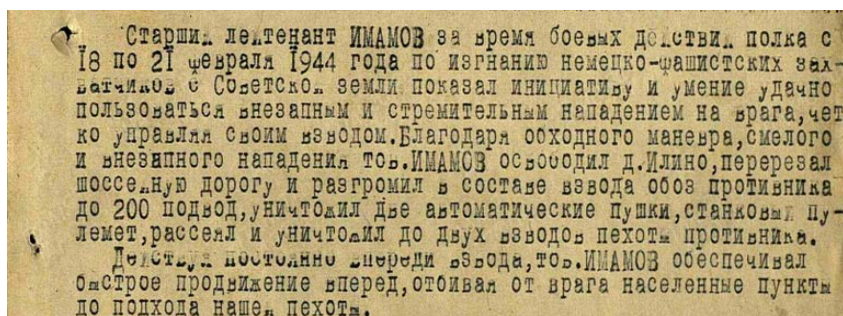 Старший лейтенант ИМАМОВ за время боевых действий полка с
18 по 21 февраля 1944 года по изгнанию немецко-фашистских зах-
ватчиков с Советской земли показал инициативу и умение удачно
пользоваться внезапным и стремительным нападением на врага,чет
ко управляя своим взводом.Благодаря обходного маневра,смелого
и внезапного нападения тов.ИМАМОВ освободил д.Илино,перерезал
шоссейную дорогу и разгромил в составе взвода обоз противника
до 200 подвод,уничтожил две автоматические пушки,станковый пу-
лемет,рассеял и уничтожил до двух взводов пехоты противника.
Действуя постоянно впереди взвода,тов.ИМАМОВ обеспечивал
быстрое продвижение вперед,отбивая от врага населенные пункты
до подхода нашей пехоты.